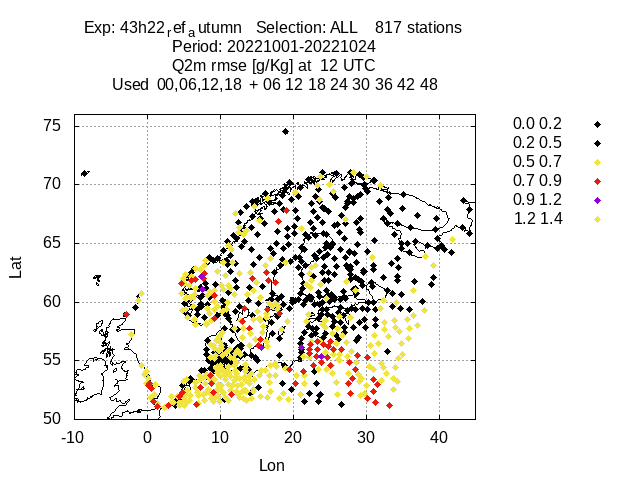 Exp: 43h22ref_autumn Selection: ALL 817 stations
Period: 20221001-20221024
Q2m rmse [g/Kg] at 12 UTC
Used 00,06,12,18 + 06 12 18 24 30 36 42 48
75
70
65
60
55
50
Lat
-10 0 10 20 30 40
Lon
0.0 0.2
0.2 0.5
0.5 0.7
0.7 0.9
0.9 1.2
1.2 1.4